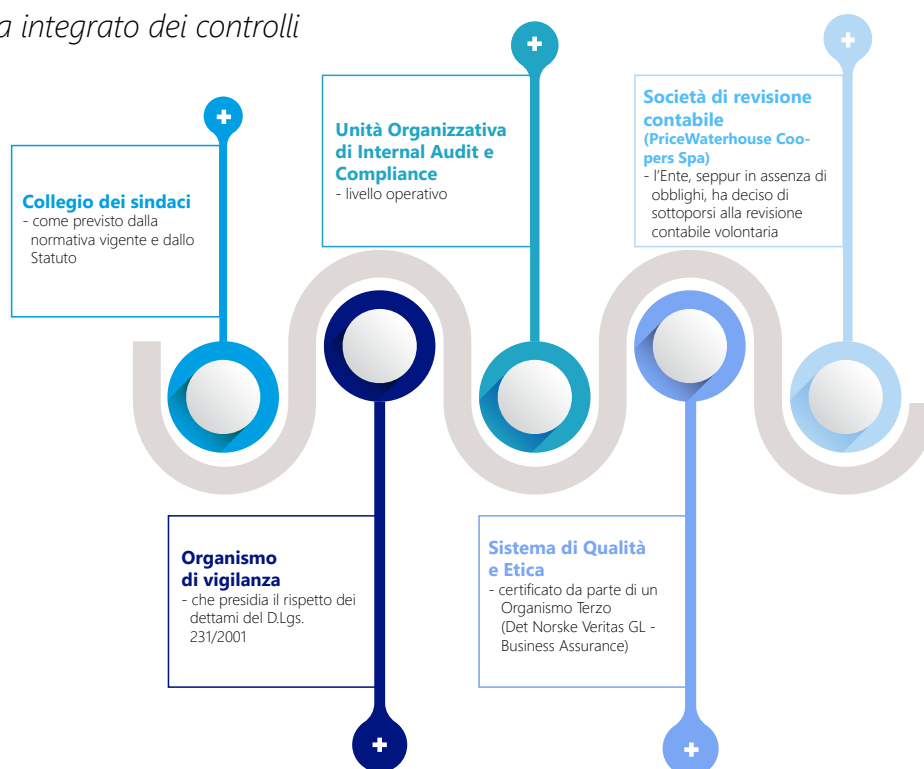 a integrato dei controlli
Collegio dei sindaci
- come previsto dalla
normativa vigente e dallo
Statuto
Organismo
di vigilanza
- che presidia il rispetto dei
dettami del D.Lgs.
231/2001
Unità Organizzativa
di Internal Audit e
Compliance
- livello operativo
Sistema di Qualità
e Etica
- certificato da parte di un
Organismo Terzo
(Det Norske Veritas GL -
Business Assurance)
Società di revisione
contabile
(PriceWaterhouse Coo-
pers Spa)
- l’Ente, seppur in assenza di
obblighi, ha deciso di
sottoporsi alla revisione
contabile volontaria